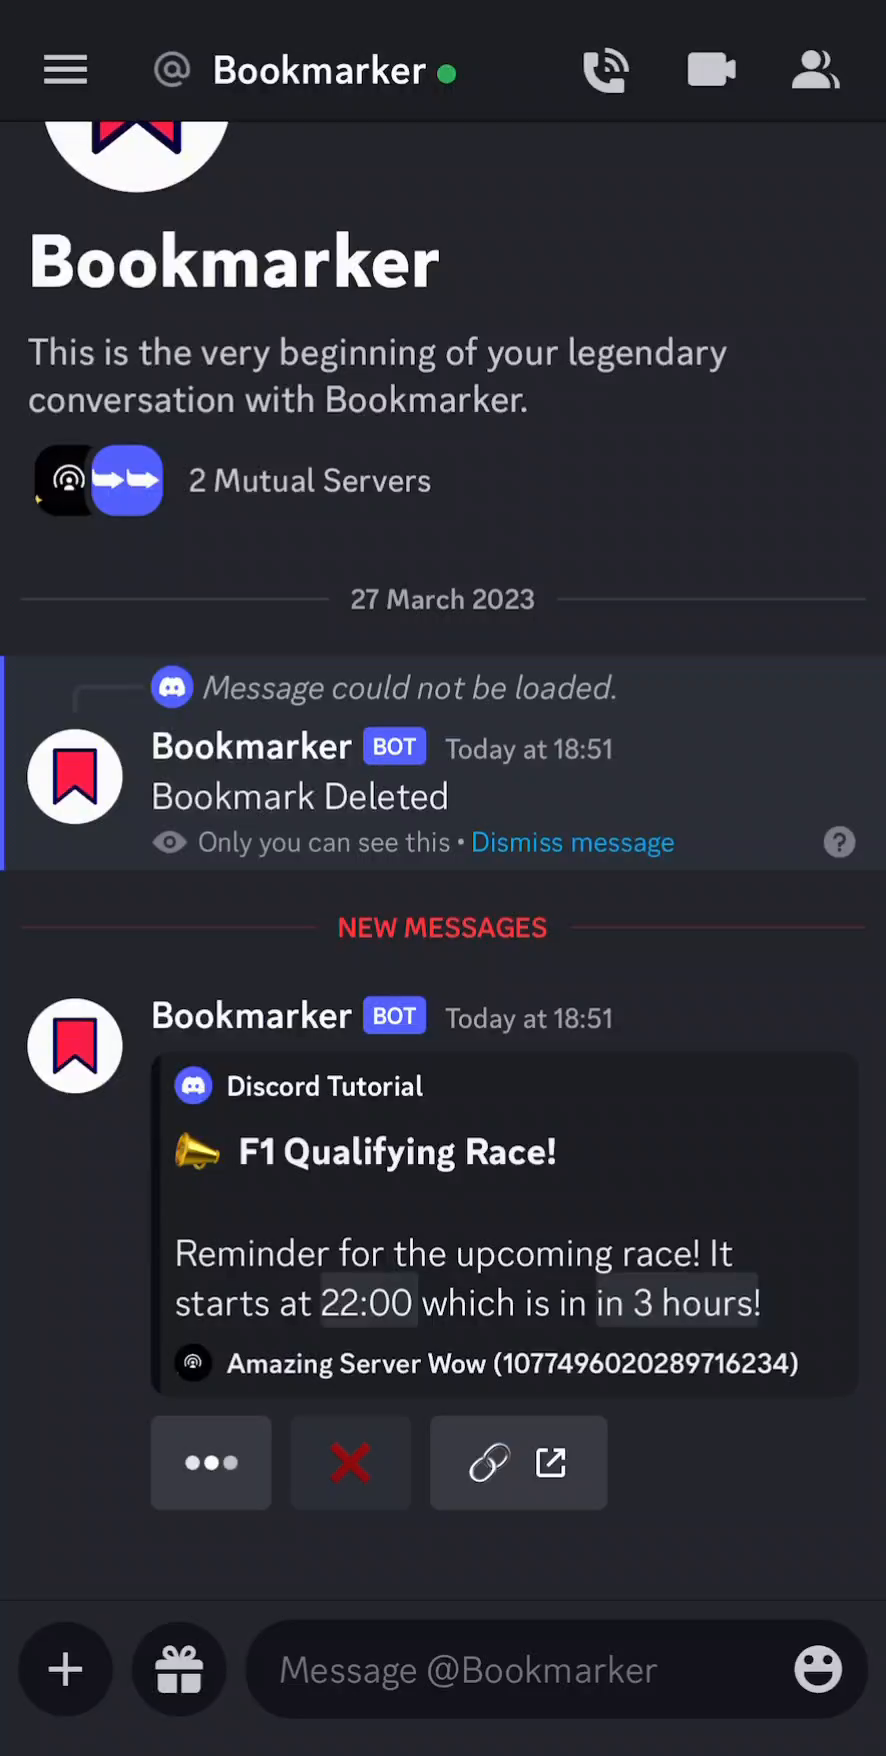 @ Bookmarker
Bookmarker
This is the very beginning of your legendary
conversation with Bookmarker.
2 Mutual Servers
27 March 2023
Message could not be loaded.
Bookmarker BOT Today at 18:51
Bookmark Deleted
Only you can see this • Dismiss message ?
NEW MESSAGES
Bookmarker BOT Today at 18:51
Discord Tutorial
F1 Qualifying Race!
Reminder for the upcoming race! It
starts at 22:00 which is in in 3 hours!
Amazing Server Wow (1077496020289716234)
Message @Bookmarker